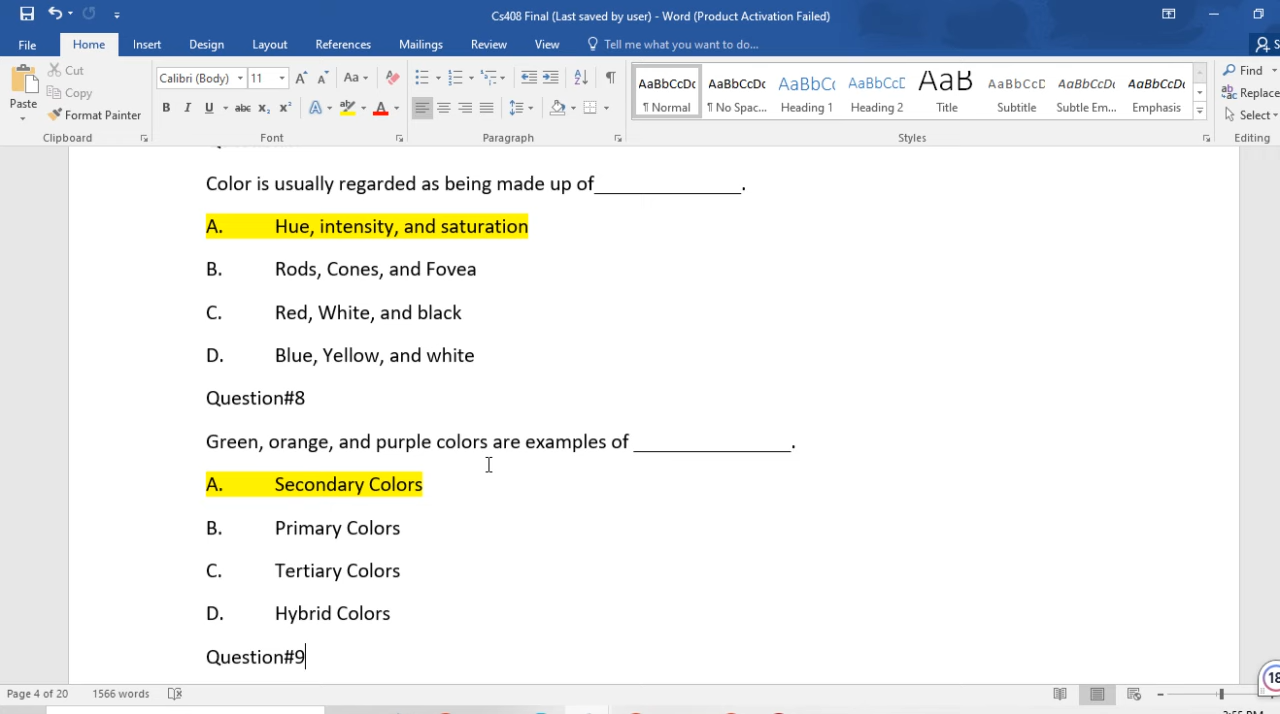 Cs408 Final (Last saved by user) - Word (Product Activation Failed)
File Home Insert Design Layout References Mailings Review View Tell me what you want to do...
Paste
Cut
Copy
Format Painter
Clipboard
Calibri (Body) 11
Font
Paragraph
AaBbCcDc AaBbCcDc AaBbCc AaBbCcD AaB AaBbCcD AaBbCcDc AaBbCcDc
¶ Normal ¶ No Spac... Heading 1 Heading 2 Title Subtitle Subtle Em... Emphasis
Styles
Find
Replace
Select
Editing
Color is usually regarded as being made up of_______________.
A. Hue, intensity, and saturation
B. Rods, Cones, and Fovea
C. Red, White, and black
D. Blue, Yellow, and white
Question#8
Green, orange, and purple colors are examples of ________________.
A. Secondary Colors
B. Primary Colors
C. Tertiary Colors
D. Hybrid Colors
Question#9
Page 4 of 20 1566 words
18